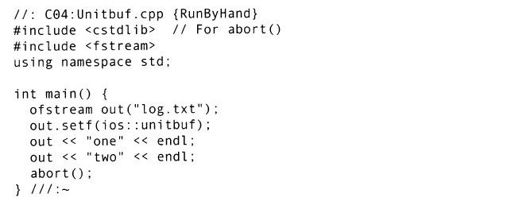 //: C04:Unitbuf.cpp {RunByHand}
#include <cstdlib>  // For abort()
#include <fstream>
using namespace std;

int main() {
  ofstream out("log.txt");
  out.setf(ios::unitbuf);
  out << "one" << endl;
  out << "two" << endl;
  abort();
} ///:~